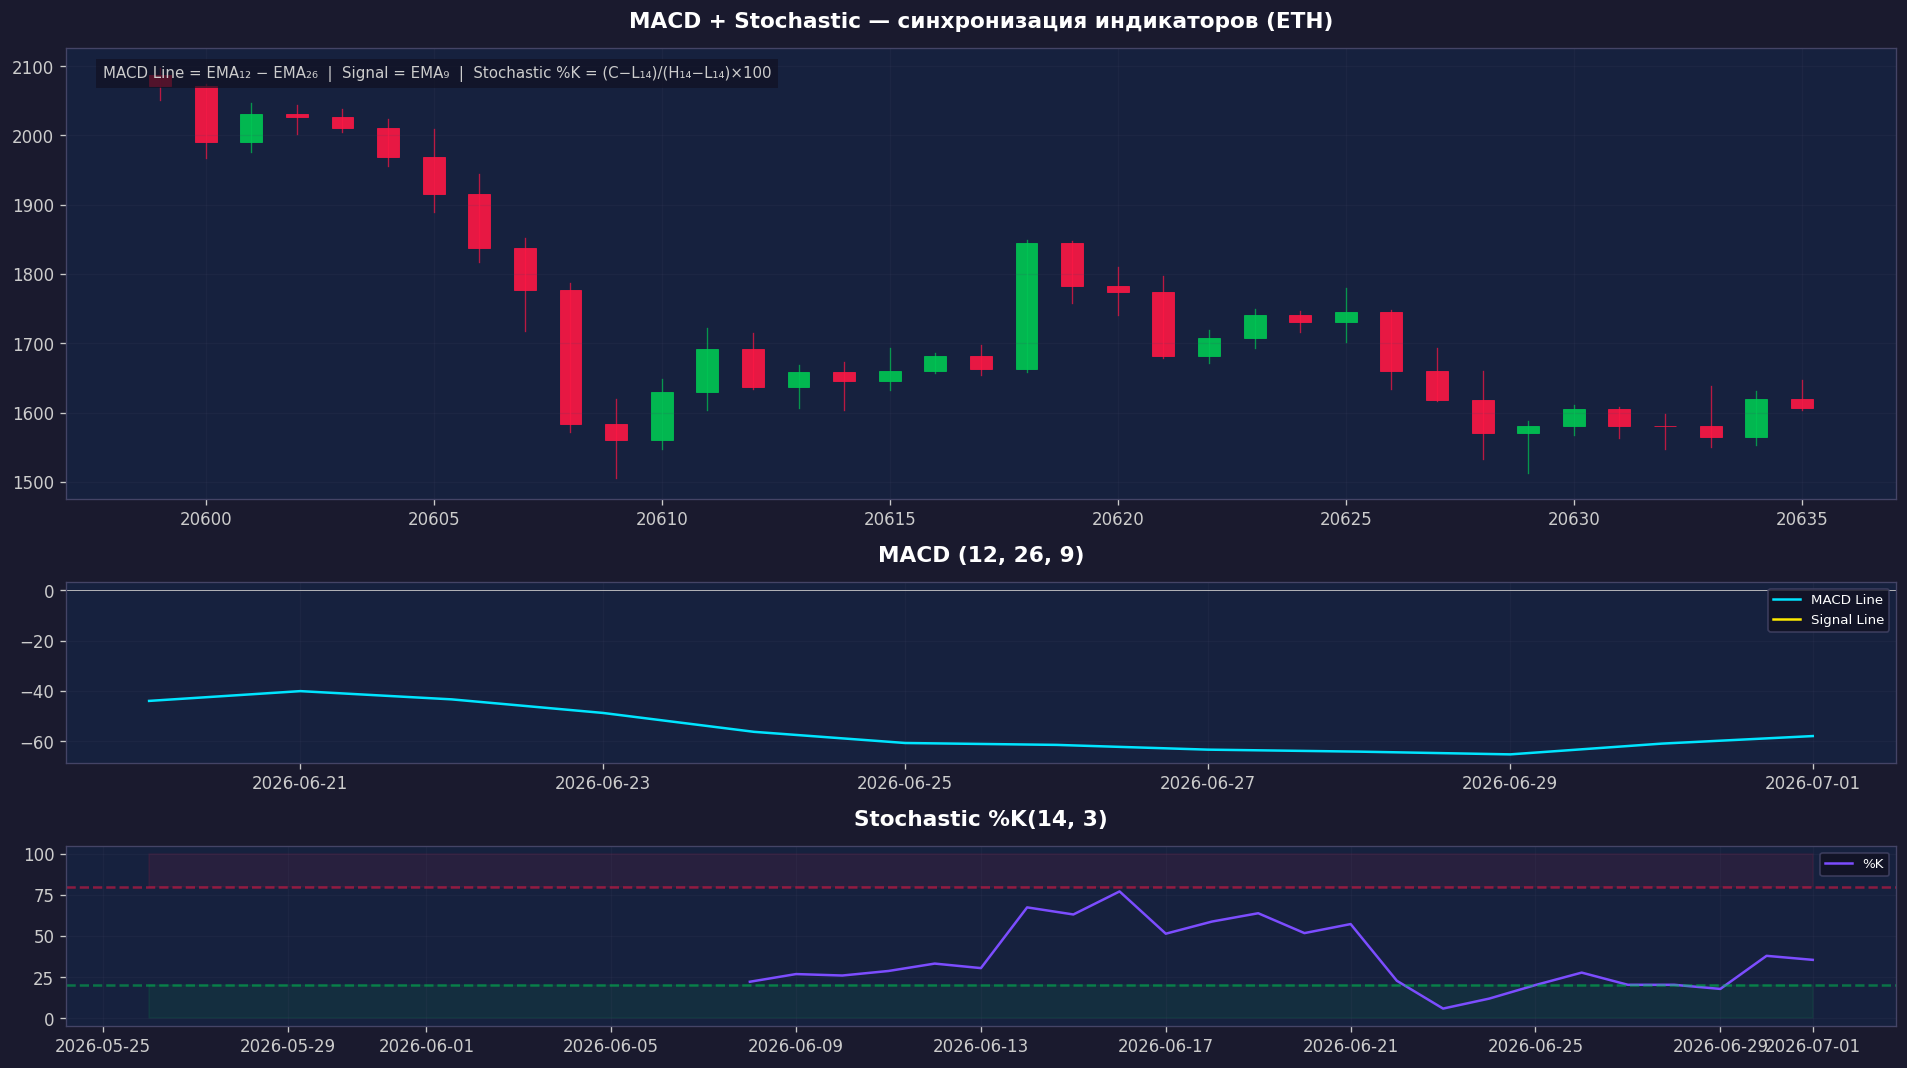 MACD + Stochastic — синхронизация индикаторов (ETH)
MACD Line = EMA₁₂ − EMA₂₆ | Signal = EMA₉ | Stochastic %K = (C−L₁₄)/(H₁₄−L₁₄)×100
2100
2000
1900
1800
1700
1600
1500
20600 20605 20610 20615 20620 20625 20630 20635
MACD (12, 26, 9)
MACD Line
Signal Line
0
−20
−40
−60
2026-06-21 2026-06-23 2026-06-25 2026-06-27 2026-06-29 2026-07-01
Stochastic %K(14, 3)
%K
100
75
50
25
0
2026-05-25 2026-05-29 2026-06-01 2026-06-05 2026-06-09 2026-06-13 2026-06-17 2026-06-21 2026-06-25 2026-06-29 2026-07-01